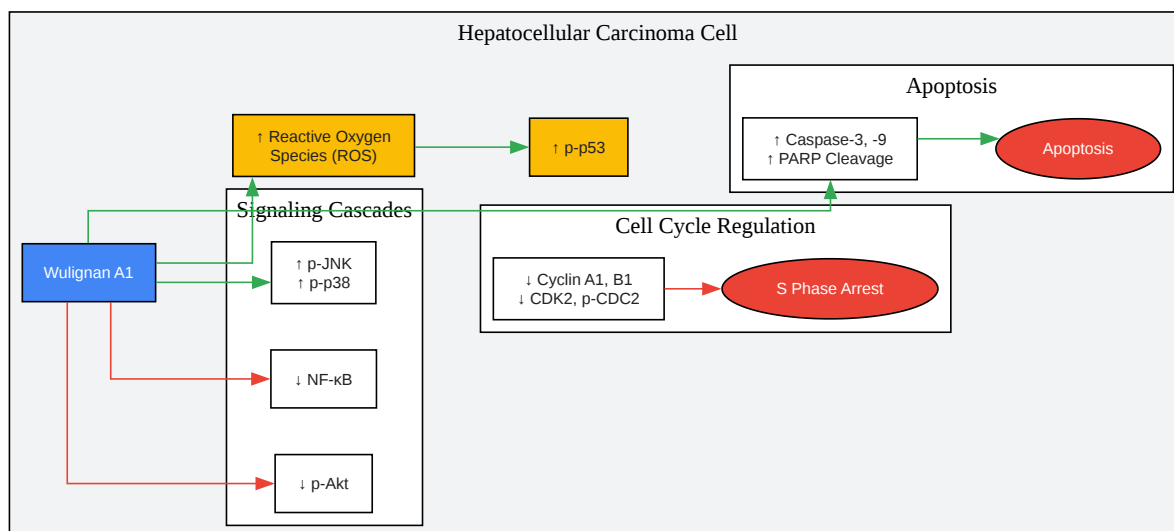 Hepatocellular Carcinoma Cell
Apoptosis
↑ Reactive Oxygen
Species (ROS)
↑ p-p53
↑ Caspase-3, -9
↑ PARP Cleavage
Apoptosis
Signaling Cascades
Cell Cycle Regulation
Wulignan A1
↑ p-JNK
↑ p-p38
↓ Cyclin A1, B1
↓ CDK2, p-CDC2
S Phase Arrest
↓ NF-κB
↓ p-Akt